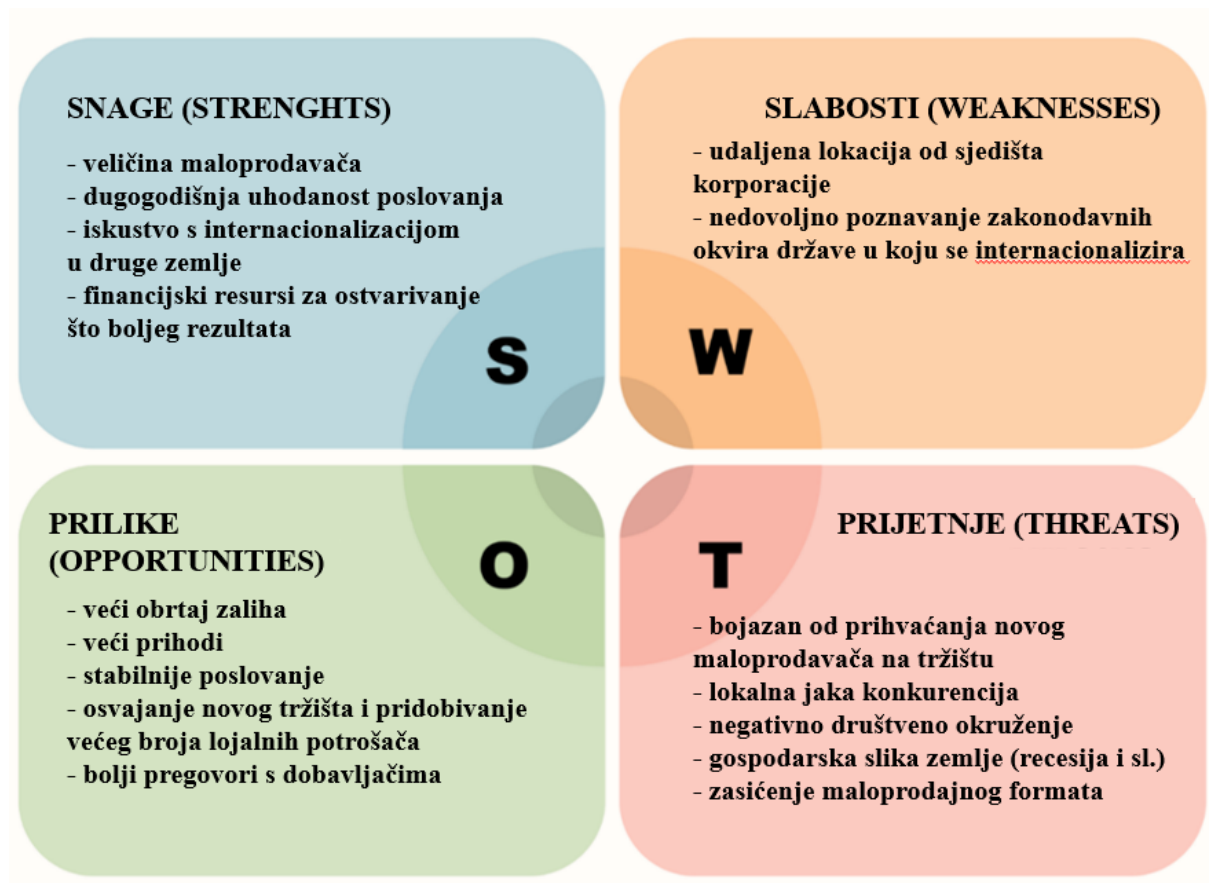 SNAGE (STRENGHTS)
- veličina maloprodavača
- dugogodišnja uhodanost poslovanja
- iskustvo s internacionalizacijom
u druge zemlje
- financijski resursi za ostvarivanje
što boljeg rezultata
S
SLABOSTI (WEAKNESSES)
- udaljena lokacija od sjedišta
korporacije
- nedovoljno poznavanje zakonodavnih
okvira države u koju se internacionalizira
W
PRILIKE
(OPPORTUNITIES)
- veći obrtaj zaliha
- veći prihodi
- stabilnije poslovanje
- osvajanje novog tržišta i pridobivanje
većeg broja lojalnih potrošača
- bolji pregovori s dobavljačima
O
PRIJETNJE (THREATS)
T
- bojazan od prihvaćanja novog
maloprodavača na tržištu
- lokalna jaka konkurencija
- negativno društveno okruženje
- gospodarska slika zemlje (recesija i sl.)
- zasićenje maloprodajnog formata